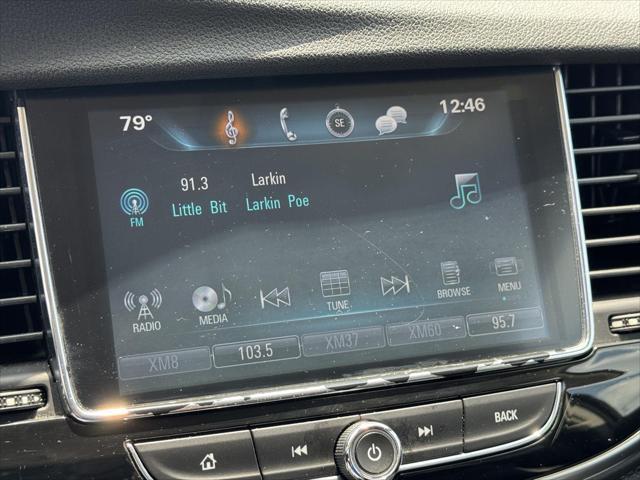 79° SE 12:46
91.3 Larkin
FM Little Bit Larkin Poe
RADIO MEDIA TUNE BROWSE MENU
XM8 103.5 XM37 XM60 95.7
BACK